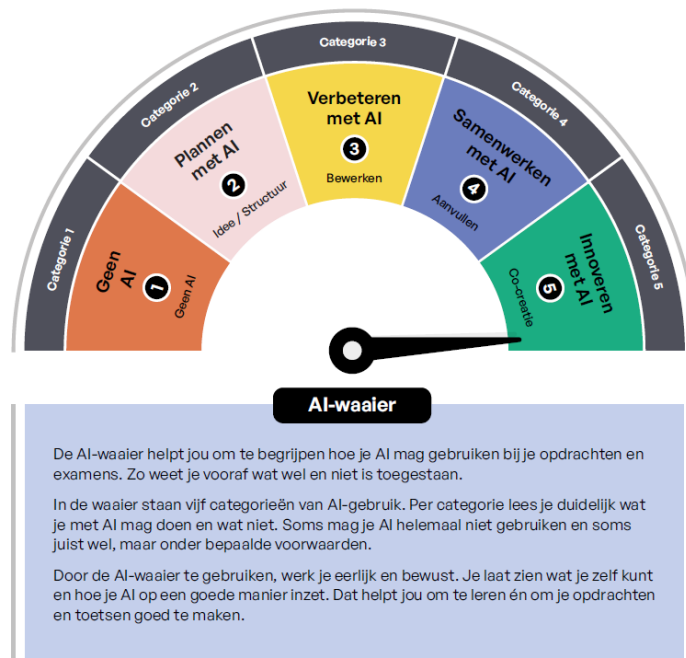 Categorie 1
Geen
AI
1
Geen AI
Categorie 2
Plannen
met AI
2
Idee / Structuur
Categorie 3
Verbeteren
met AI
3
Bewerken
Categorie 4
Samenwerken
met AI
4
Aanvullen
Categorie 5
Innoveren
met AI
5
Co-creatie
AI-waaier
De AI-waaier helpt jou om te begrijpen hoe je AI mag gebruiken bij je opdrachten en
examens. Zo weet je vooraf wat wel en niet is toegestaan.
In de waaier staan vijf categorieën van AI-gebruik. Per categorie lees je duidelijk wat
je met AI mag doen en wat niet. Soms mag je AI helemaal niet gebruiken en soms
juist wel, maar onder bepaalde voorwaarden.
Door de AI-waaier te gebruiken, werk je eerlijk en bewust. Je laat zien wat je zelf kunt
en hoe je AI op een goede manier inzet. Dat helpt jou om te leren én om je opdrachten
en toetsen goed te maken.